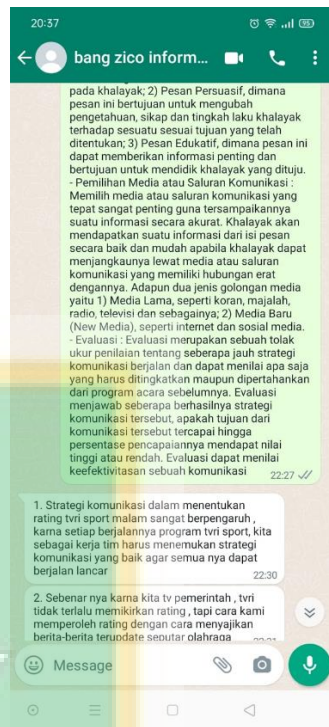 20:37
95
bang zico inform...
pada khalayak; 2) Pesan Persuasif, dimana
pesan ini bertujuan untuk mengubah
pengetahuan, sikap dan tingkah laku khalayak
terhadap sesuatu sesuai tujuan yang telah
ditentukan; 3) Pesan Edukatif, dimana pesan ini
dapat memberikan informasi penting dan
bertujuan untuk mendidik khalayak yang dituju.
- Pemilihan Media atau Saluran Komunikasi :
Memilih media atau saluran komunikasi yang
tepat sangat penting guna tersampaikannya
suatu informasi secara akurat. Khalayak akan
mendapatkan suatu informasi dari isi pesan
secara baik dan mudah apabila khalayak dapat
menjangkaunya lewat media atau saluran
komunikasi yang memiliki hubungan erat
dengannya. Adapun dua jenis golongan media
yaitu 1) Media Lama, seperti koran, majalah,
radio, televisi dan sebagainya; 2) Media Baru
(New Media), seperti internet dan sosial media.
- Evaluasi : Evaluasi merupakan sebuah tolak
ukur penilaian tentang seberapa jauh strategi
komunikasi berjalan dan dapat menilai apa saja
yang harus ditingkatkan maupun dipertahankan
dari program acara sebelumnya. Evaluasi
menjawab seberapa berhasilnya strategi
komunikasi tersebut, apakah tujuan dari
komunikasi tersebut tercapai hingga
persentase pencapaiannya mendapat nilai
tinggi atau rendah. Evaluasi dapat menilai
keefektivitasan sebuah komunikasi
22:27
1. Strategi komunikasi dalam menentukan
rating tvri sport malam sangat berpengaruh ,
karna setiap berjalannya program tvri sport, kita
sebagai kerja tim harus menemukan strategi
komunikasi yang baik agar semua nya dapat
berjalan lancar
22:30
2. Sebenar nya karna kita tv pemerintah , tvri
tidak terlalu memikirkan rating , tapi cara kami
memperoleh rating dengan cara menyajikan
berita-berita terupdate seputar olahraga
Message